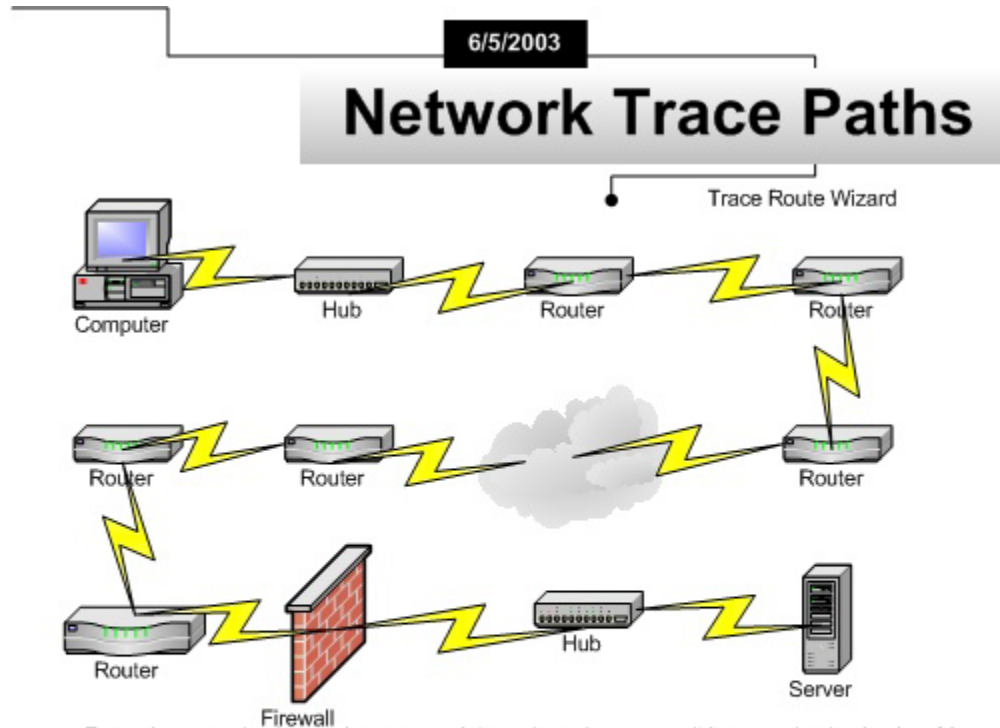 6/5/2003
Network Trace Paths
Trace Route Wizard
Computer
Hub
Router
Router
Router
Router
Router
Router
Firewall
Hub
Server